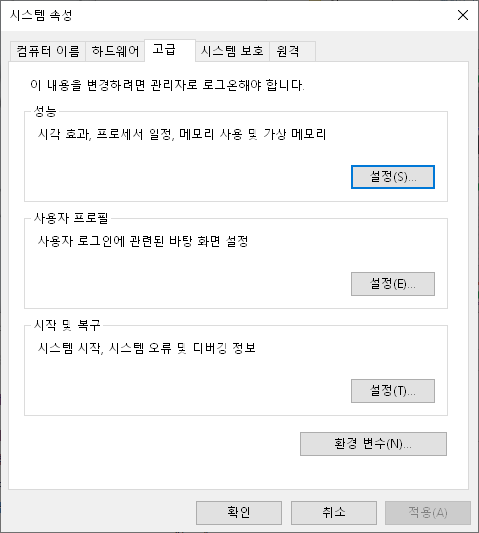 시스템 속성
컴퓨터 이름 하드웨어 고급 시스템 보호 원격
이 내용을 변경하려면 관리자로 로그온해야 합니다.
성능
시각 효과, 프로세서 일정, 메모리 사용 및 가상 메모리
설정(S)...
사용자 프로필
사용자 로그인에 관련된 바탕 화면 설정
설정(E)...
시작 및 복구
시스템 시작, 시스템 오류 및 디버깅 정보
설정(T)...
환경 변수(N)...
확인 취소 적용(A)